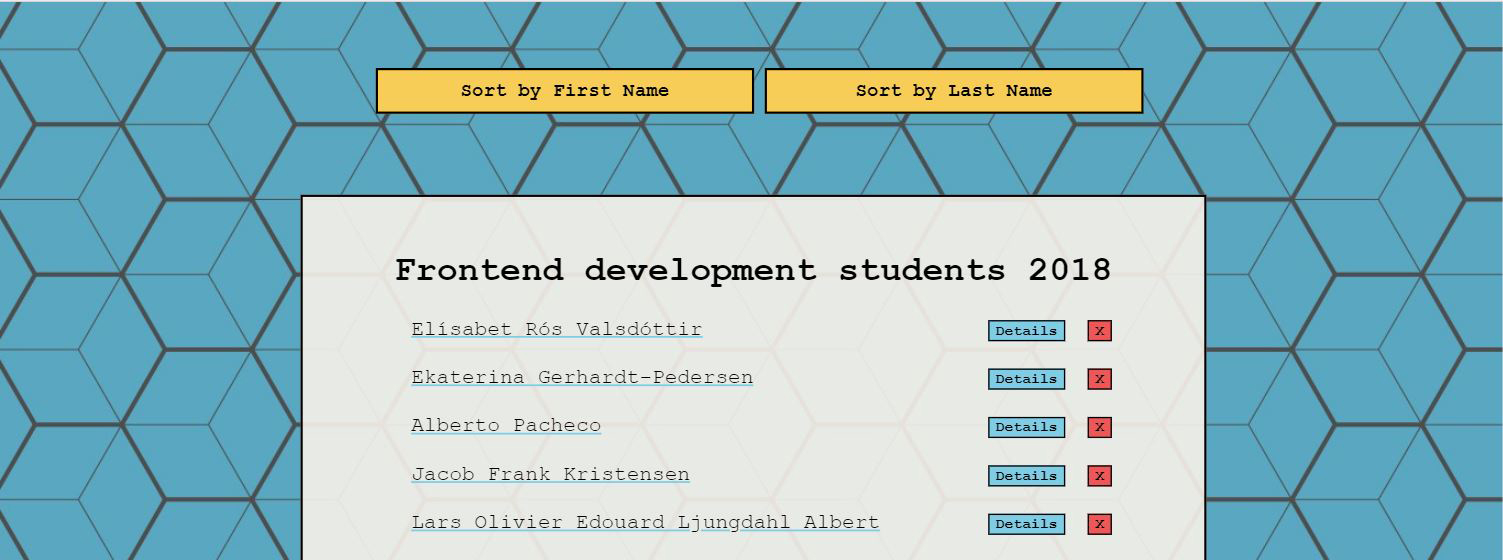 Sort by First Name Sort by Last Name
Frontend development students 2018
Elísabet Rós Valsdóttir Details X
Ekaterina Gerhardt-Pedersen Details X
Alberto Pacheco Details X
Jacob Frank Kristensen Details X
Lars Olivier Edouard Ljungdahl Albert Details X